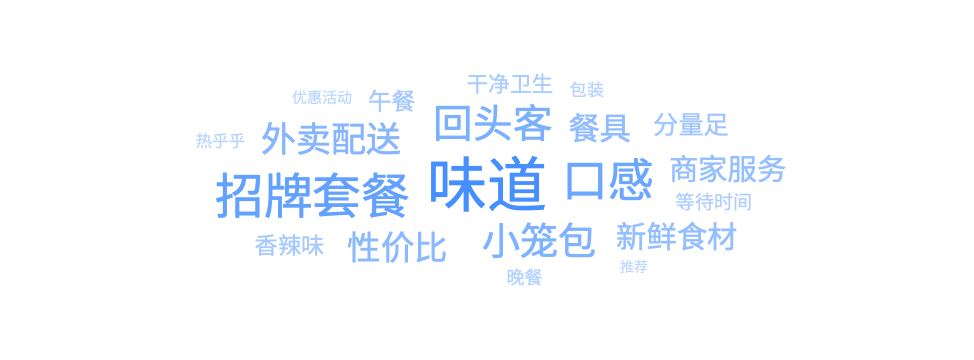 干净卫生
包装
优惠活动
午餐
回头客
餐具
分量足
热乎乎
外卖配送
味道
口感
商家服务
招牌套餐
等待时间
香辣味
性价比
小笼包
新鲜食材
推荐
晚餐